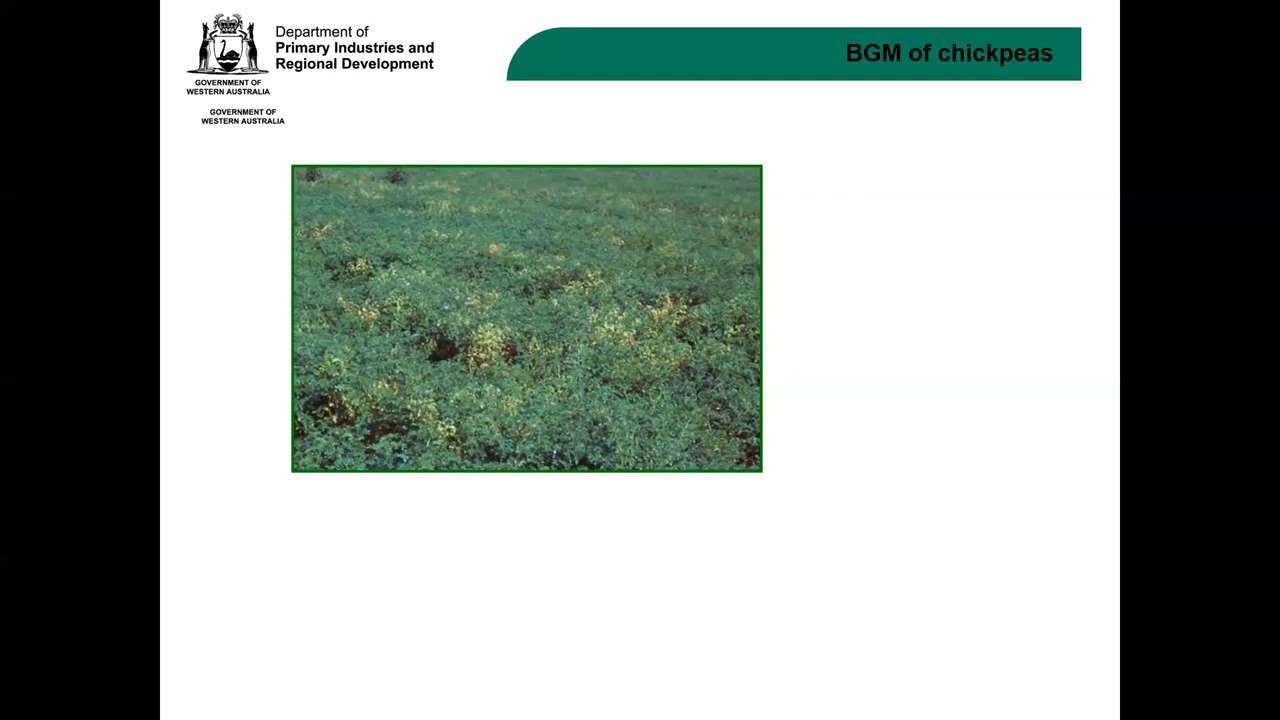 Department of
Primary Industries and
Regional Development
GOVERNMENT OF
WESTERN AUSTRALIA
GOVERNMENT OF
WESTERN AUSTRALIA
BGM of chickpeas